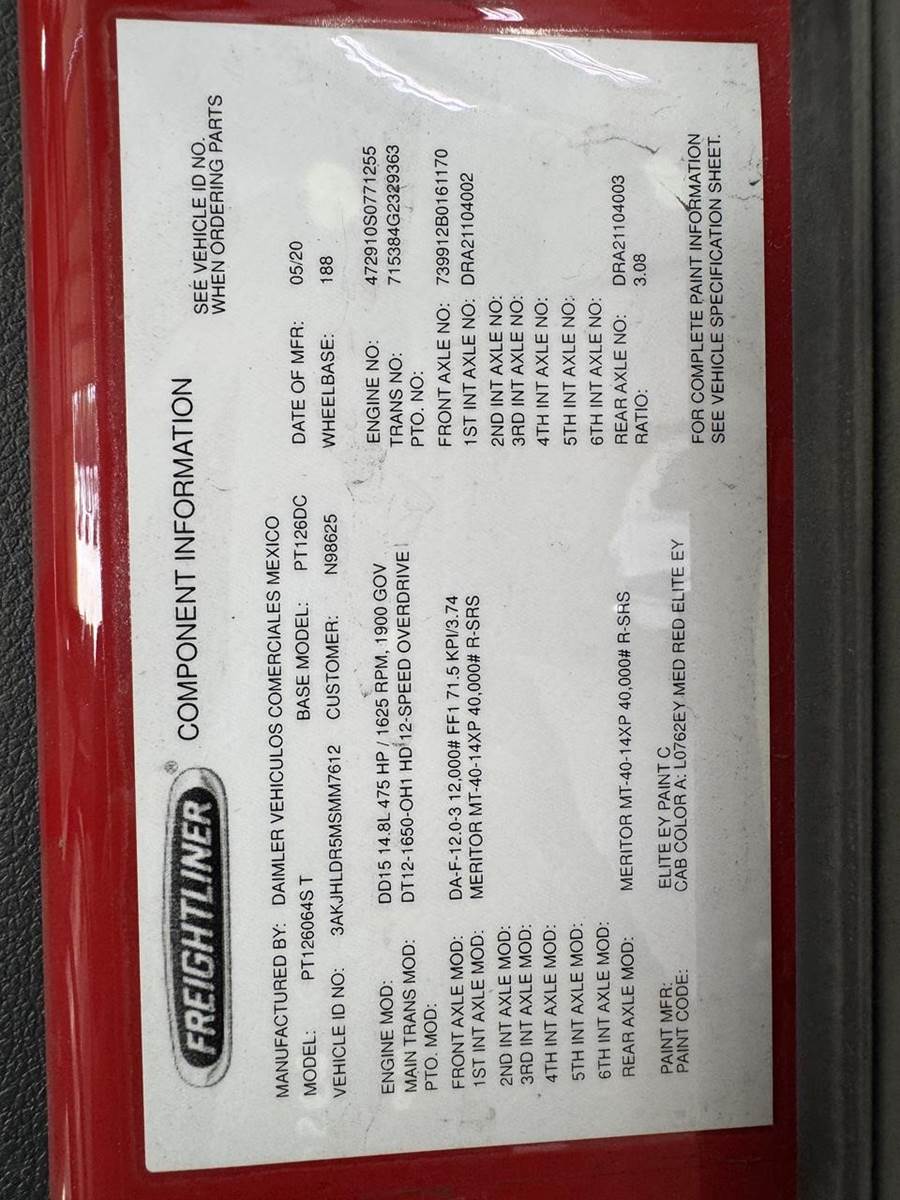 FREIGHTLINER ® COMPONENT INFORMATION
SEE VEHICLE ID NO.
WHEN ORDERING PARTS
MANUFACTURED BY: DAIMLER VEHICULOS COMERCIALES MEXICO
MODEL: PT126064S T BASE MODEL: PT126DC DATE OF MFR: 05/20
VEHICLE ID NO: 3AKJHLDR5MSMM7612 CUSTOMER: N98625 WHEELBASE: 188
ENGINE MOD: DD15 14.8L 475 HP / 1625 RPM, 1900 GOV ENGINE NO: 472910S0771255
MAIN TRANS MOD: DT12-1650-OH1 HD 12-SPEED OVERDRIVE TRANS NO: 715384G2329363
PTO. MOD: PTO. NO:
FRONT AXLE MOD: DA-F-12.0-3 12,000# FF1 71.5 KPI/3.74 FRONT AXLE NO: 739912B0161170
1ST INT AXLE MOD: MERITOR MT-40-14XP 40,000# R-SRS 1ST INT AXLE NO: DRA21104002
2ND INT AXLE MOD: 2ND INT AXLE NO:
3RD INT AXLE MOD: 3RD INT AXLE NO:
4TH INT AXLE MOD: 4TH INT AXLE NO:
5TH INT AXLE MOD: 5TH INT AXLE NO:
6TH INT AXLE MOD: 6TH INT AXLE NO:
REAR AXLE MOD: MERITOR MT-40-14XP 40,000# R-SRS REAR AXLE NO: DRA21104003
RATIO: 3.08
PAINT MFR: ELITE EY PAINT C
PAINT CODE: CAB COLOR A: L0762EY MED RED ELITE EY
FOR COMPLETE PAINT INFORMATION
SEE VEHICLE SPECIFICATION SHEET.